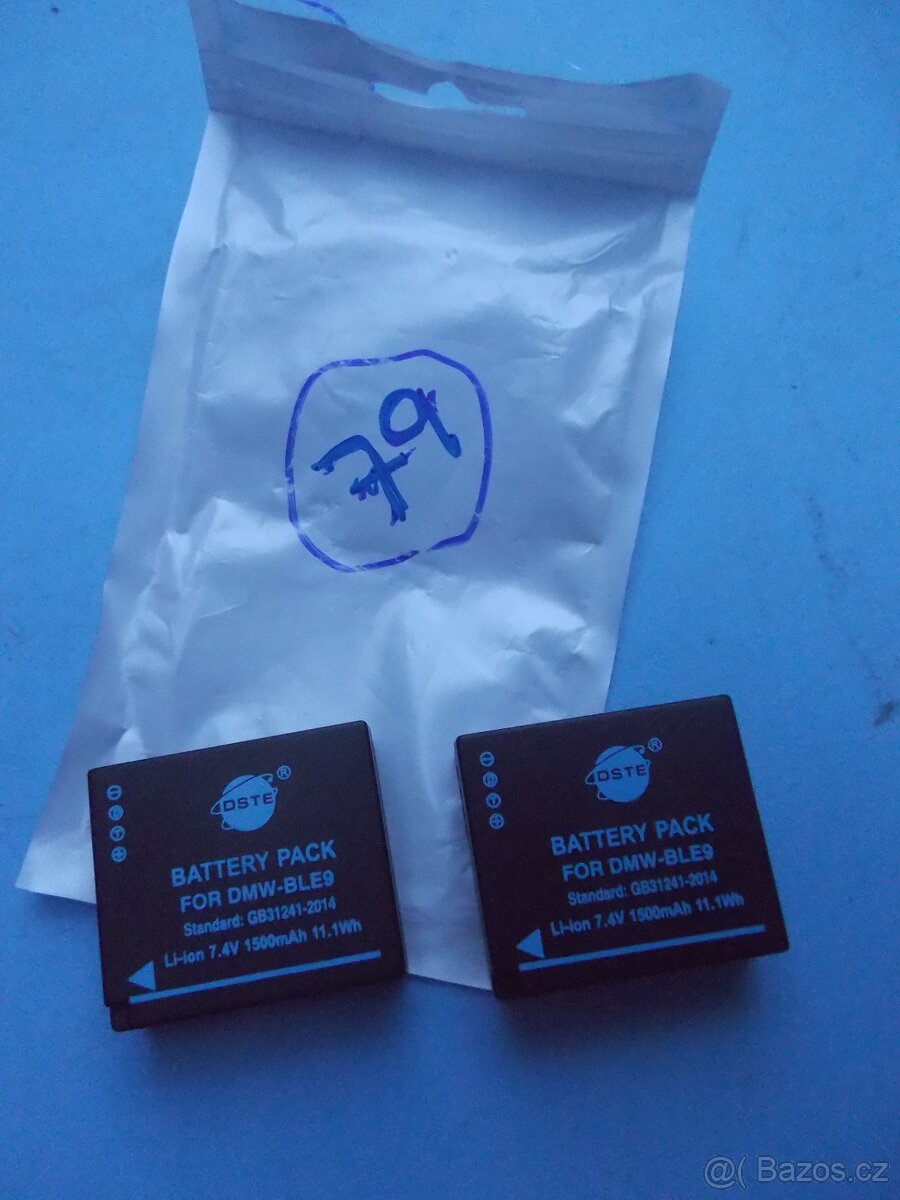 79
DSTE®
BATTERY PACK
FOR DMW-BLE9
Standard: GB31241-2014
Li-ion 7.4V 1500mAh 11.1Wh
DSTE®
BATTERY PACK
FOR DMW-BLE9
Standard: GB31241-2014
Li-ion 7.4V 1500mAh 11.1Wh
@( Bazos.cz